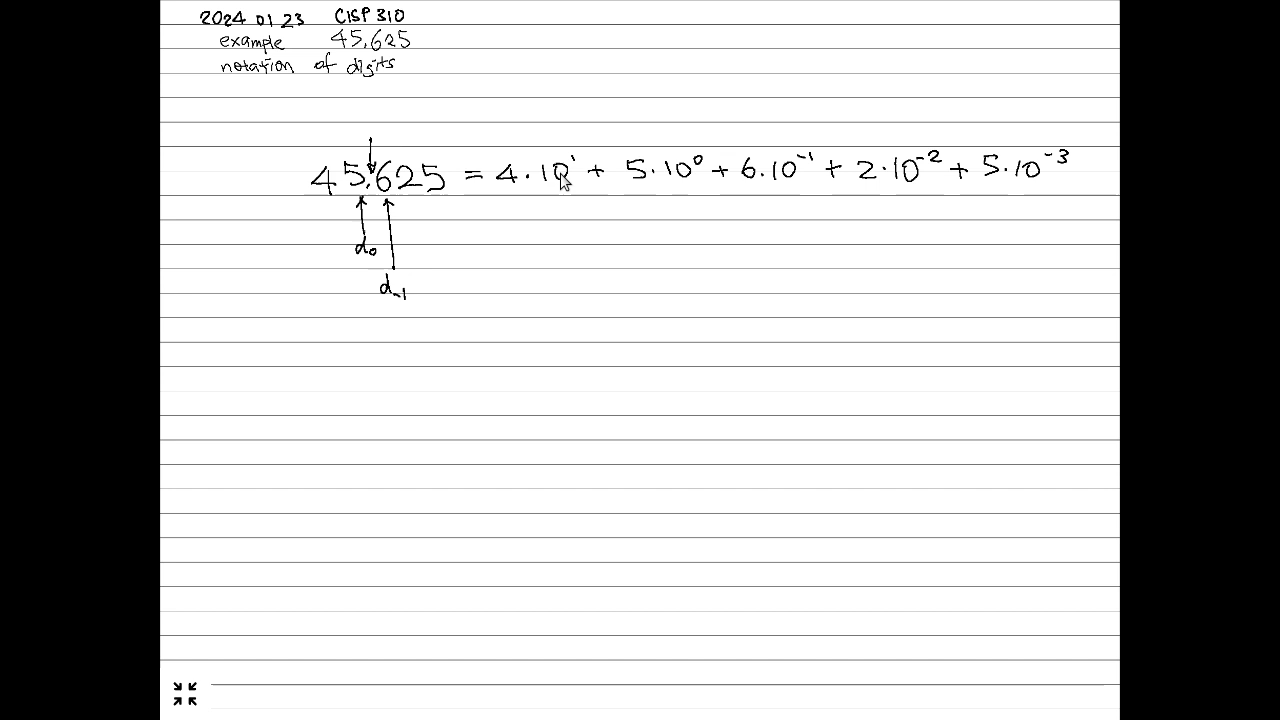 2024 01 23 CISP 310
example 45.625
notation of digits
45.625 = 4·10¹ + 5·10⁰ + 6·10⁻¹ + 2·10⁻² + 5·10⁻³
d₀
d₋₁